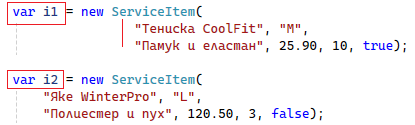 var i1 = new ServiceItem(
"Тениска CoolFit", "M",
"Памук и еластан", 25.90, 10, true);
var i2 = new ServiceItem(
"Яке WinterPro", "L",
"Полиестер и пух", 120.50, 3, false);